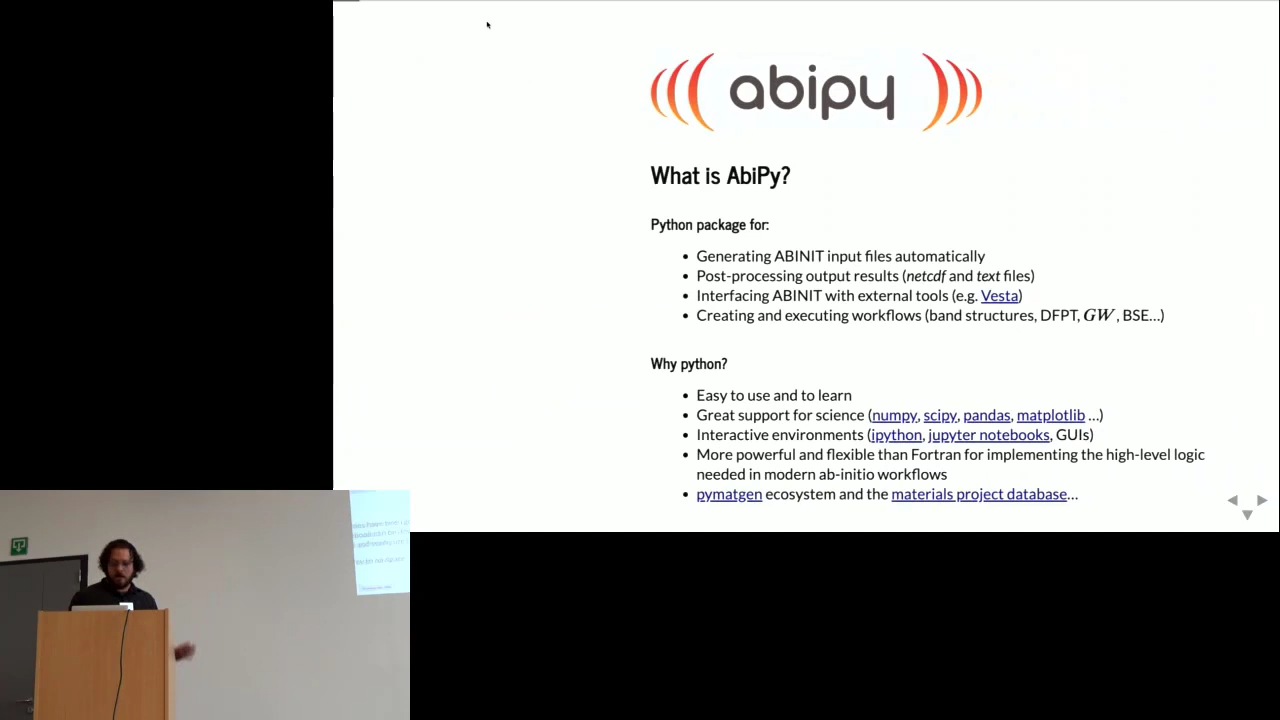 abipy
What is AbiPy?
Python package for:
Generating ABINIT input files automatically
Post-processing output results (netcdf and text files)
Interfacing ABINIT with external tools (e.g. Vesta)
Creating and executing workflows (band structures, DFPT, GW, BSE...)
Why python?
Easy to use and to learn
Great support for science (numpy, scipy, pandas, matplotlib ...)
Interactive environments (ipython, jupyter notebooks, GUIs)
More powerful and flexible than Fortran for implementing the high-level logic
needed in modern ab-initio workflows
pymatgen ecosystem and the materials project database...